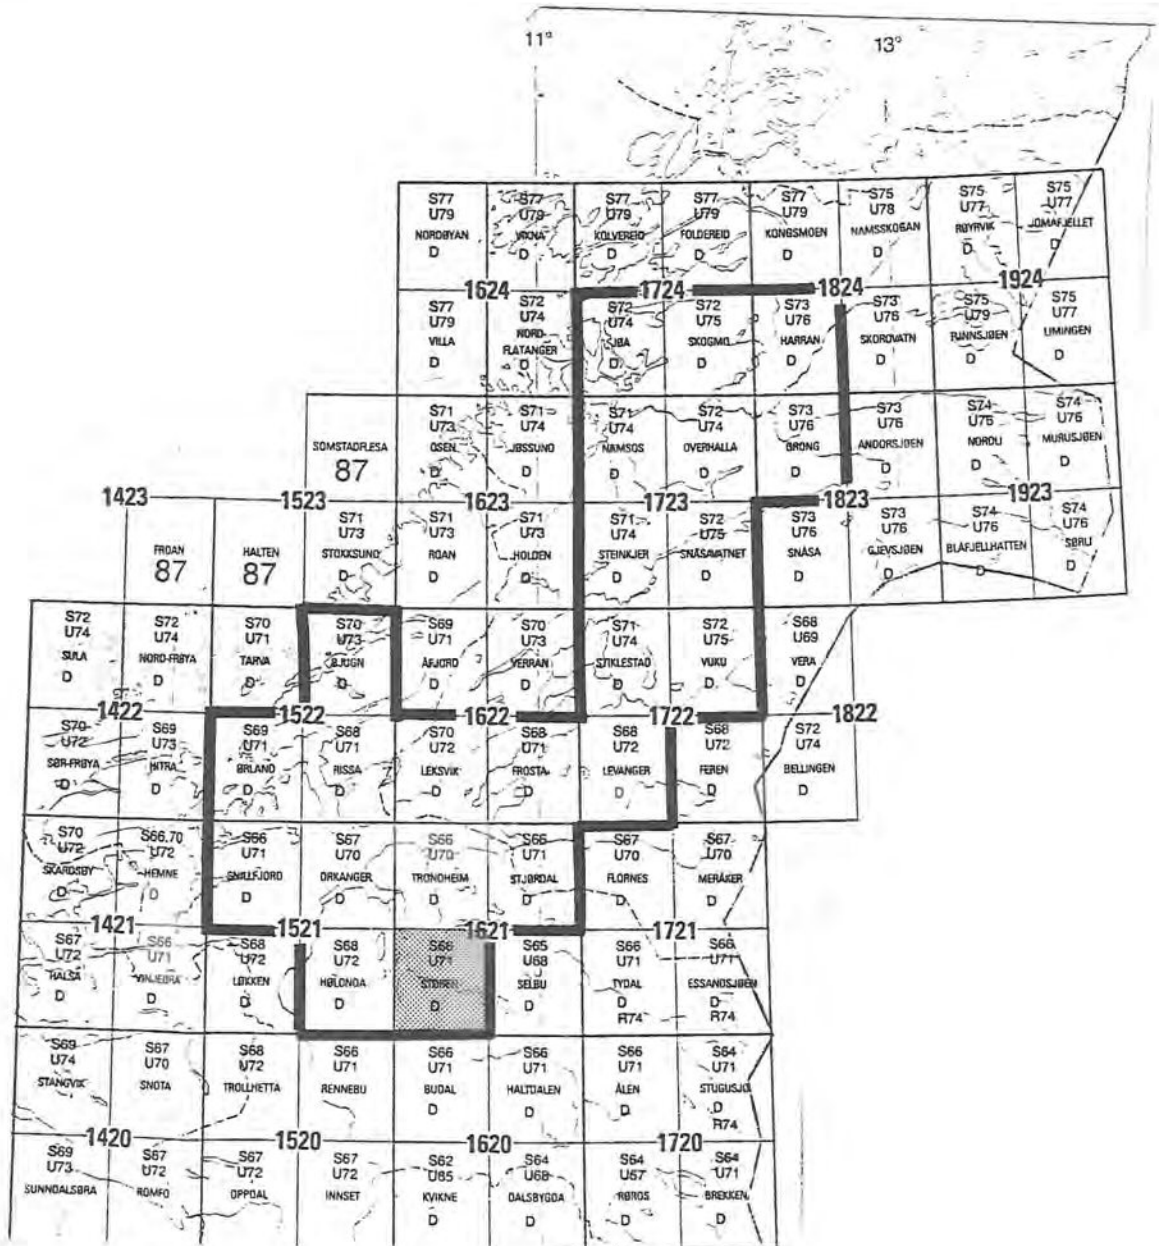 11° 13°
S77 S77 S77 S77 S77 S75 S75 S75
U79 U79 U79 U79 U79 U78 U77 U77
NORDØYAN VIKNA KOLVEREID FOLDEREID KONGSMOEN NAMSSKOGAN RØYRVIK JOMAFJELLET
D D D D D D D D
1624 1724 1824 1924
S77 S72 S72 S72 S73 S73 S75 S75
U79 U74 U74 U75 U76 U76 U79 U77
VILLA NORD- SJØA SKOGMO HARRAN SKOROVATN TUNNSJØEN LIMINGEN
FLATANGER
D D D D D D D D
S71 S71 S71 S72 S73 S73 S74 S74
U73 U74 U74 U74 U76 U76 U76 U76
SOMSTADFLESA OSEN JØSSUND NAMSOS OVERHALLA GRONG ANDORSJØEN NORDLI MURUSJØEN
87 D D D D D D D D
1423 1523 1623 1723 1823 1923
S71 S71 S71 S71 S72 S73 S73 S74 S74
U73 U73 U73 U74 U75 U76 U76 U76 U76
FROAN HALTEN STOKKSUND ROAN HOLDEN STEINKJER SNÅSAVATNET SNÅSA GJEVSJØEN BLÅFJELLHATTEN SØRLI
87 87 D D D D D D D D D
S72 S72 S70 S70 S69 S70 S71 S72 S68
U74 U74 U71 U73 U71 U73 U74 U75 U69
SULA NORD-FRØYA TARVA BJUGN ÅFJORD VERRAN STIKLESTAD VUKU VERA
D D D D D D D D D
1422 1522 1622 1722 1822
S70 S69 S69 S68 S70 S68 S68 S68 S72
U72 U73 U71 U71 U72 U71 U72 U72 U74
SØR-FRØYA HITRA ØRLAND RISSA LEKSVIK FROSTA LEVANGER FEREN BELLINGEN
D D D D D D D D D
S70 S66.70 S66 S67 S66 S66 S67 S67
U72 U72 U71 U70 U70 U71 U70 U70
SKARDSØY HEMNE SNILLFJORD ORKANGER TRONDHEIM STJØRDAL FLORNES MERÅKER
D D D D D D D D
1421 1521 1621 1721
S67 S66 S68 S68 S66 S65 S66 S66
U72 U71 U72 U72 U71 U68 U71 U71
HALSA VINJEØRA LØKKEN HØLONDA STØREN SELBU TYDAL ESSANDSJØEN
D D D D D D D D
R74 R74
S69 S67 S68 S66 S66 S66 S66 S64
U74 U70 U72 U71 U71 U71 U71 U71
STANGVIK SNOTA TROLLHETTA RENNEBU BUDAL HALTDALEN ÅLEN STUGUSJØ
D D D D
R74
1420 1520 1620 1720
S69 S67 S67 S67 S62 S64 S64 S64
U73 U72 U72 U72 U65 U68 U67 U71
SUNNDALSØRA ROMFO OPPDAL INNSET KVIKNE DALSBYGDA RØROS BREKKEN
D D D D